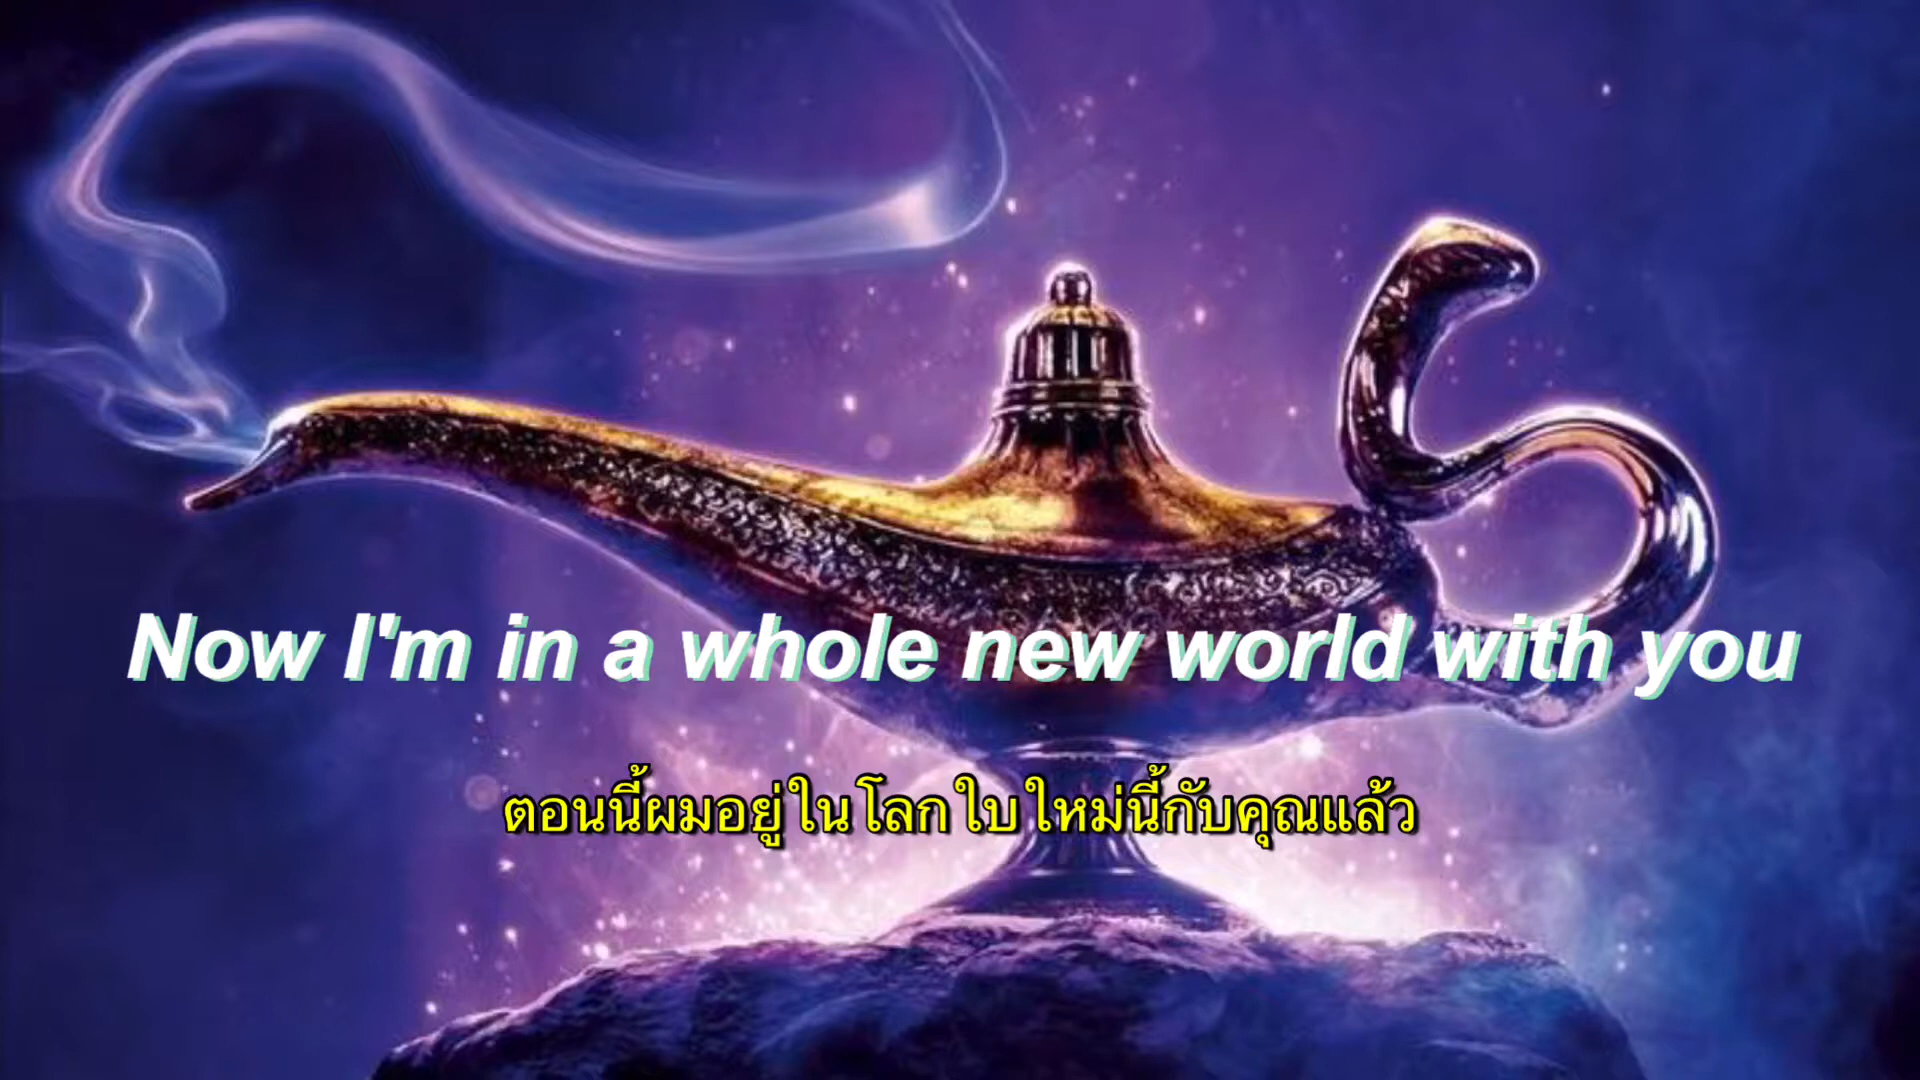 Now I'm in a whole new world with you
ตอนนี้ผมอยู่ในโลกใบใหม่นี้กับคุณแล้ว